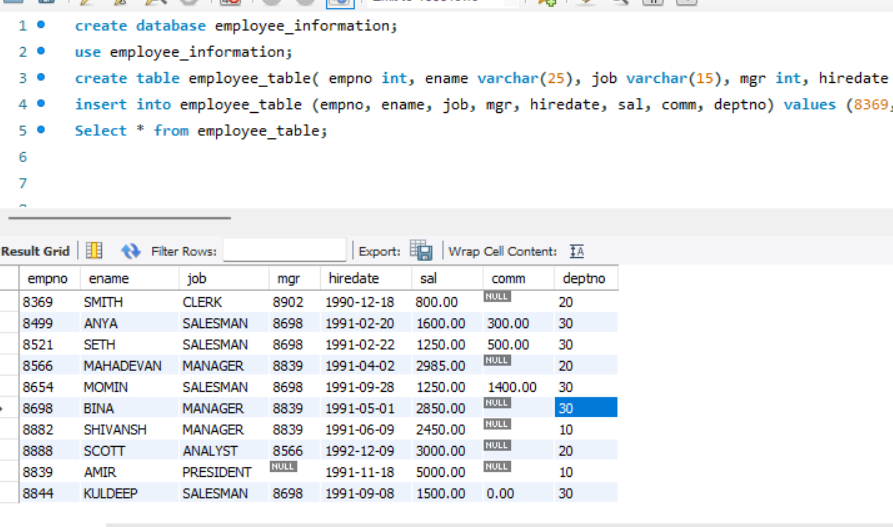 1 create database employee_information;
2 use employee_information;
3 create table employee_table( empno int, ename varchar(25), job varchar(15), mgr int, hiredate
4 insert into employee_table (empno, ename, job, mgr, hiredate, sal, comm, deptno) values (8369,
5 Select * from employee_table;
6
7
Result Grid Filter Rows: Export: Wrap Cell Content:
empno ename job mgr hiredate sal comm deptno
8369 SMITH CLERK 8902 1990-12-18 800.00 NULL 20
8499 ANYA SALESMAN 8698 1991-02-20 1600.00 300.00 30
8521 SETH SALESMAN 8698 1991-02-22 1250.00 500.00 30
8566 MAHADEVAN MANAGER 8839 1991-04-02 2985.00 NULL 20
8654 MOMIN SALESMAN 8698 1991-09-28 1250.00 1400.00 30
8698 BINA MANAGER 8839 1991-05-01 2850.00 NULL 30
8882 SHIVANSH MANAGER 8839 1991-06-09 2450.00 NULL 10
8888 SCOTT ANALYST 8566 1992-12-09 3000.00 NULL 20
8839 AMIR PRESIDENT NULL 1991-11-18 5000.00 NULL 10
8844 KULDEEP SALESMAN 8698 1991-09-08 1500.00 0.00 30